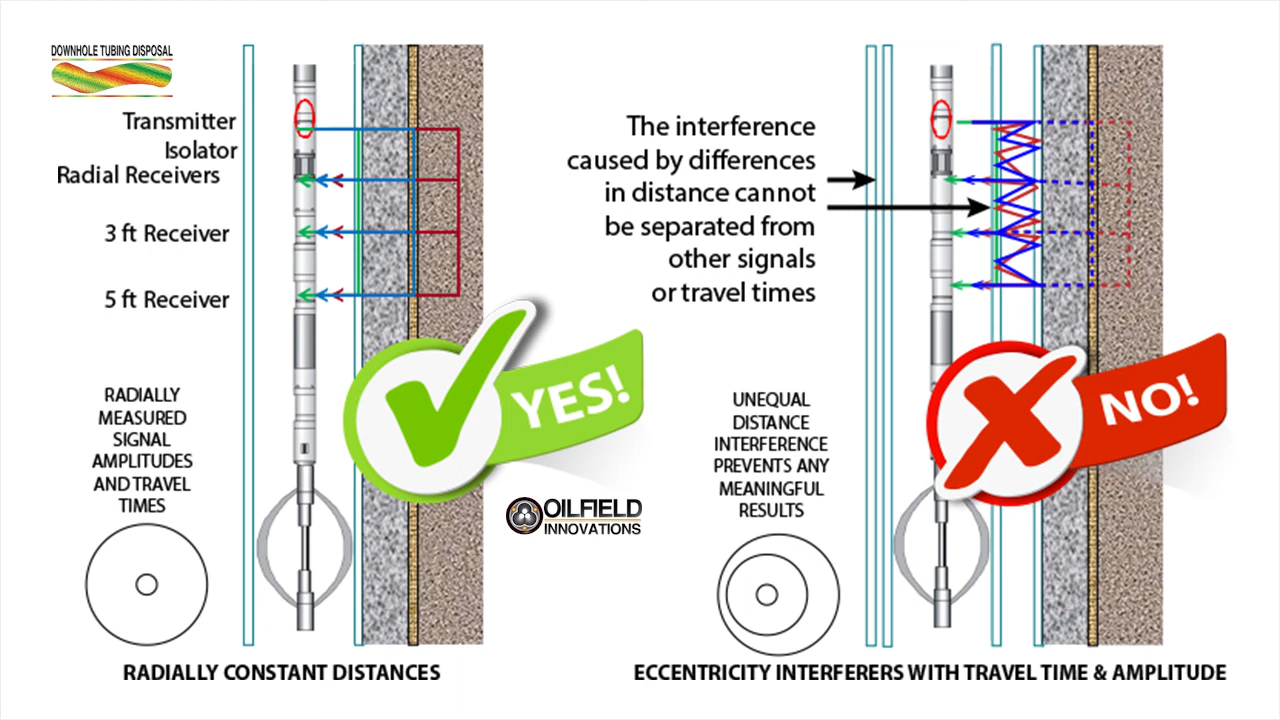 DOWNHOLE TUBING DISPOSAL
Transmitter
Isolator
Radial Receivers
3 ft Receiver
5 ft Receiver
RADIALLY
MEASURED
SIGNAL
AMPLITUDES
AND TRAVEL
TIMES
YES!
OILFIELD
INNOVATIONS
RADIALLY CONSTANT DISTANCES
The interference
caused by differences
in distance cannot
be separated from
other signals
or travel times
UNEQUAL
DISTANCE
INTERFERENCE
PREVENTS ANY
MEANINGFUL
RESULTS
NO!
ECCENTRICITY INTERFERERS WITH TRAVEL TIME & AMPLITUDE